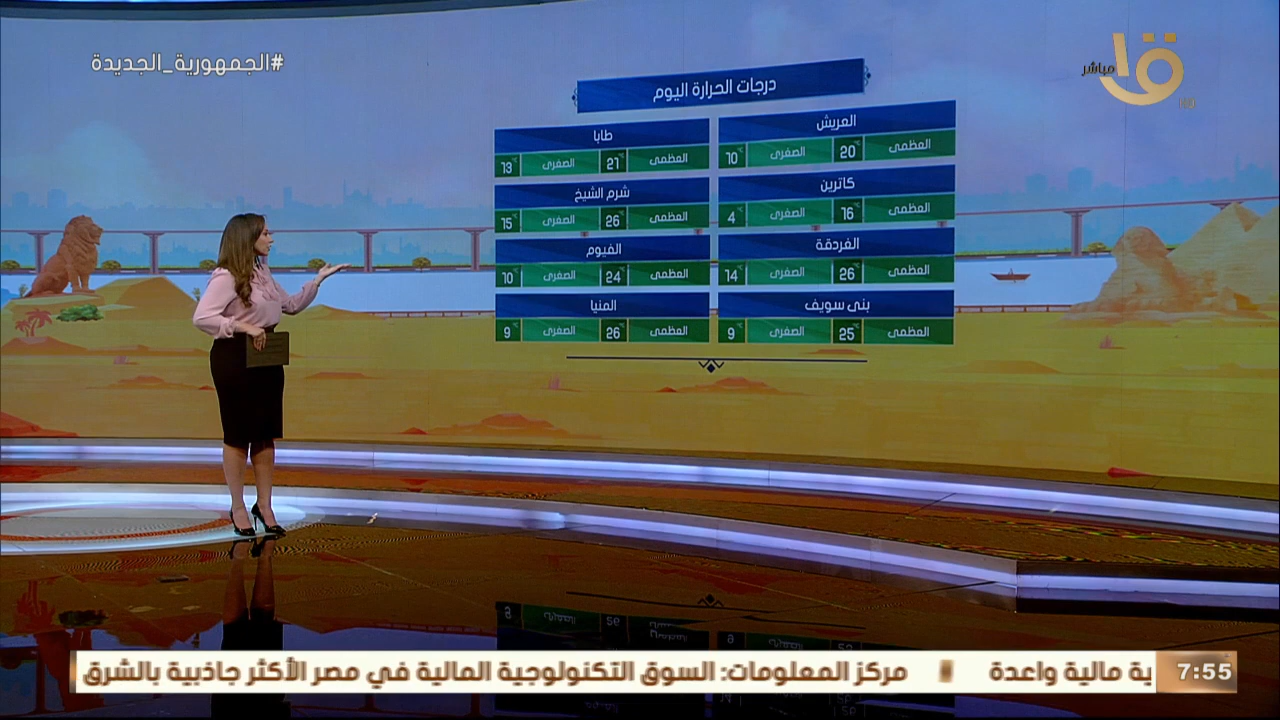 #الجمهورية_الجديدة
مباشر
درجات الحرارة اليوم
العريش
العظمى 20 الصغرى 10
طابا
العظمى 21 الصغرى 13
كاترين
العظمى 16 الصغرى 4
شرم الشيخ
العظمى 26 الصغرى 15
الغردقة
العظمى 26 الصغرى 14
الفيوم
العظمى 24 الصغرى 10
بنى سويف
العظمى 25 الصغرى 9
المنيا
العظمى 26 الصغرى 9
7:55
ية مالية واعدة
مركز المعلومات: السوق التكنولوجية المالية في مصر الأكثر جاذبية بالشرق